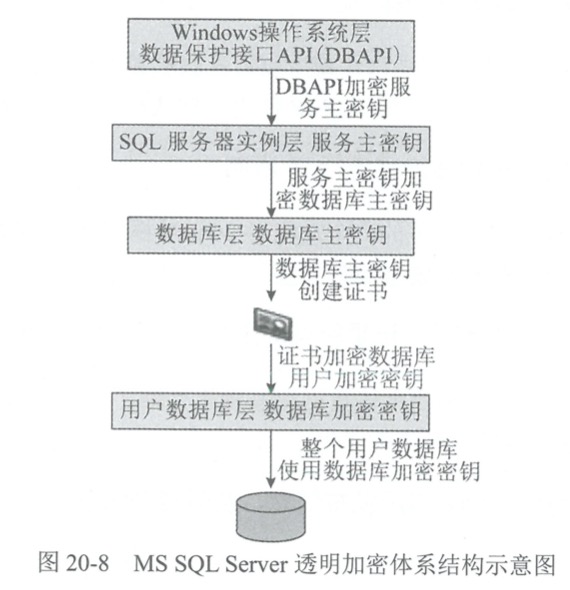 Windows操作系统层
数据保护接口API(DBAPI)
DBAPI加密服
务主密钥
SQL 服务器实例层 服务主密钥
服务主密钥加
密数据库主密钥
数据库层 数据库主密钥
数据库主密钥
创建证书
证书加密数据库
用户加密密钥
用户数据库层 数据库加密密钥
整个用户数据库
使用数据库加密密钥
图 20-8 MS SQL Server 透明加密体系结构示意图